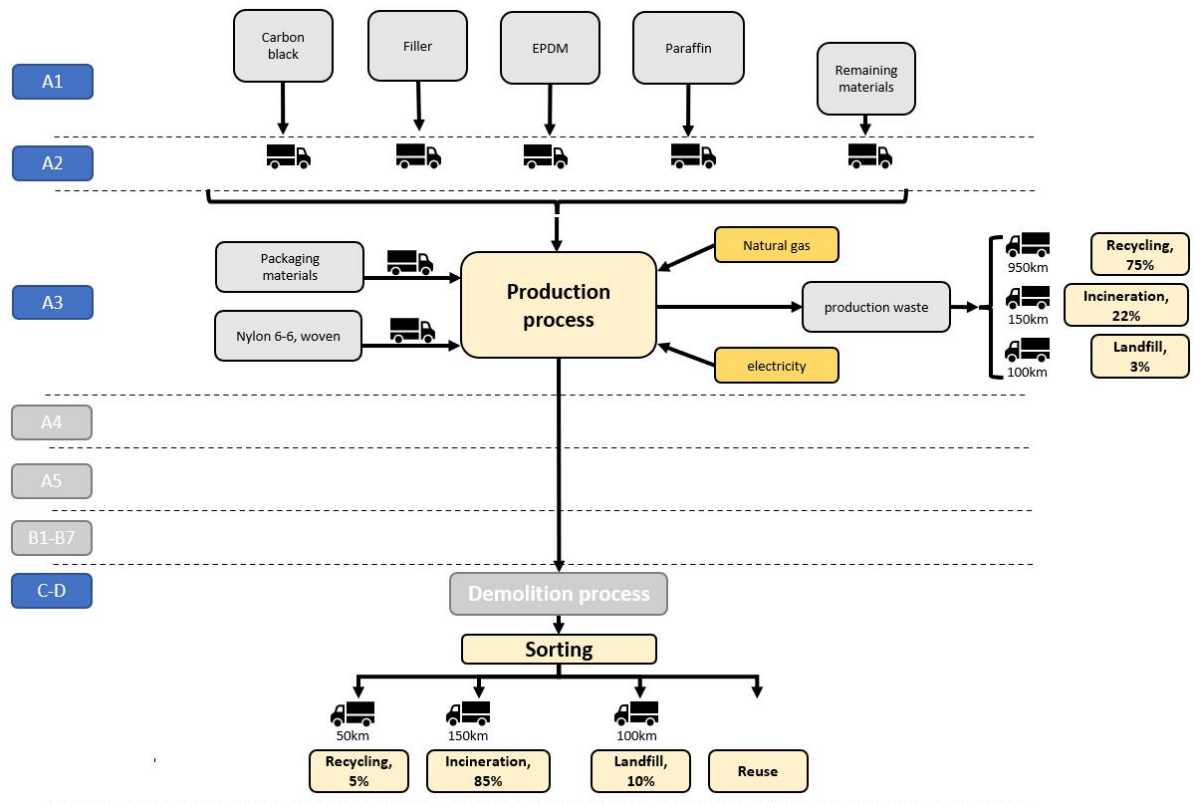 Carbon
black
Filler
EPDM
Paraffin
Remaining
materials
A1
A2
A3
Packaging
materials
Nylon 6-6, woven
Production
process
Natural gas
electricity
production waste
950km
Recycling,
75%
150km
Incineration,
22%
100km
Landfill,
3%
A4
A5
B1-B7
C-D
Demolition process
Sorting
50km
150km
100km
Recycling,
5%
Incineration,
85%
Landfill,
10%
Reuse